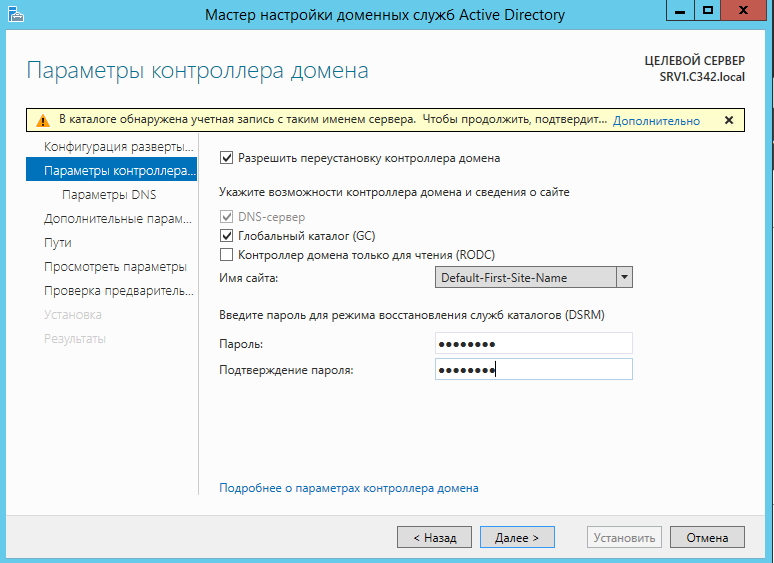 Мастер настройки доменных служб Active Directory
Параметры контроллера домена
ЦЕЛЕВОЙ СЕРВЕР
SRV1.C342.local
В каталоге обнаружена учетная запись с таким именем сервера. Чтобы продолжить, подтвердит... Дополнительно
Конфигурация разверты...
Параметры контроллера...
Параметры DNS
Дополнительные парам...
Пути
Просмотреть параметры
Проверка предваритель...
Установка
Результаты
Разрешить переустановку контроллера домена
Укажите возможности контроллера домена и сведения о сайте
DNS-сервер
Глобальный каталог (GC)
Контроллер домена только для чтения (RODC)
Имя сайта: Default-First-Site-Name
Введите пароль для режима восстановления служб каталогов (DSRM)
Пароль: ●●●●●●●●
Подтверждение пароля: ●●●●●●●●
Подробнее о параметрах контроллера домена
< Назад Далее > Установить Отмена